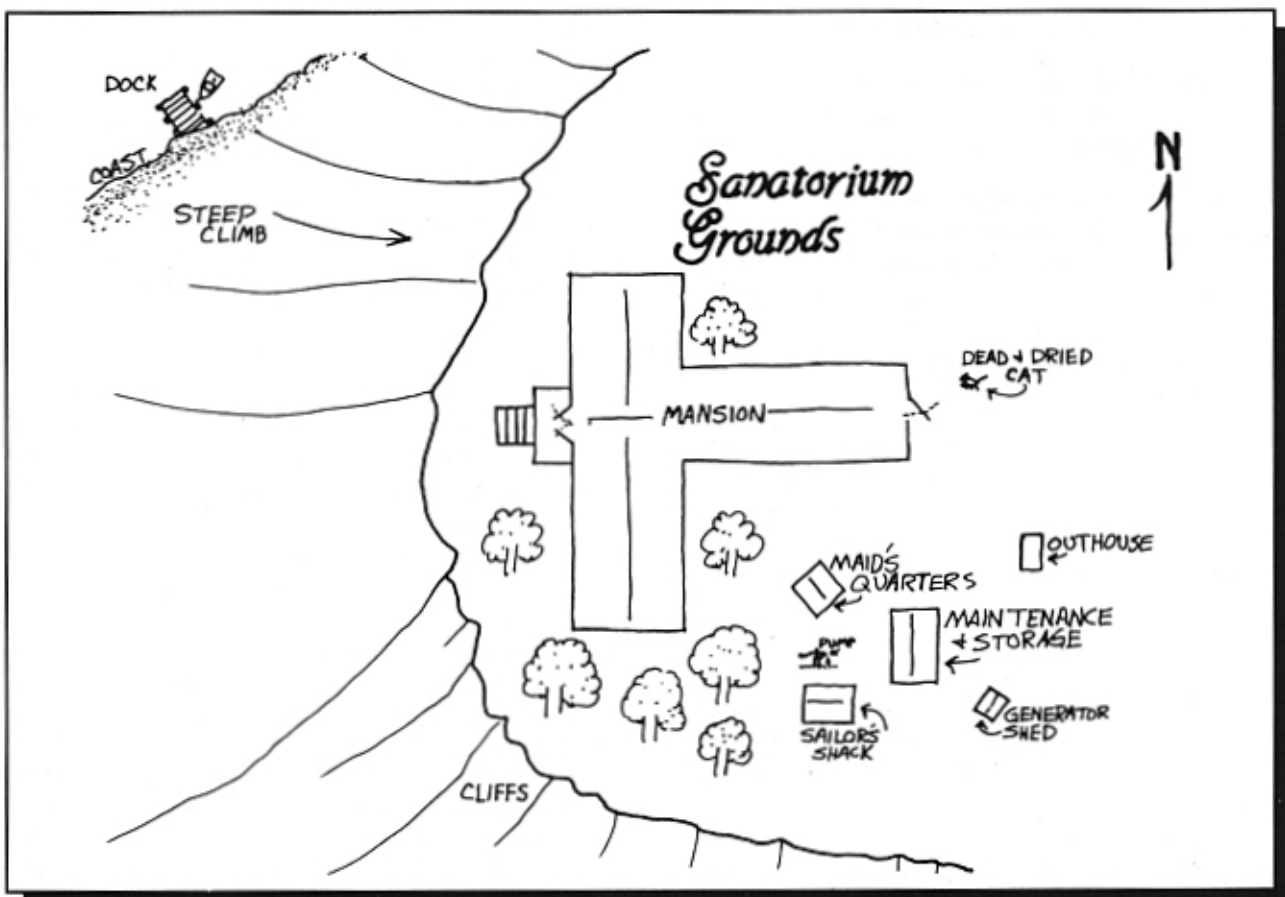 DOCK
COAST
STEEP
CLIMB
Sanatorium
Grounds
N
DEAD & DRIED
CAT
MANSION
OUTHOUSE
MAID'S
QUARTERS
MAINTENANCE
& STORAGE
PUMP
GENERATOR
SHED
SAILOR'S
SHACK
CLIFFS